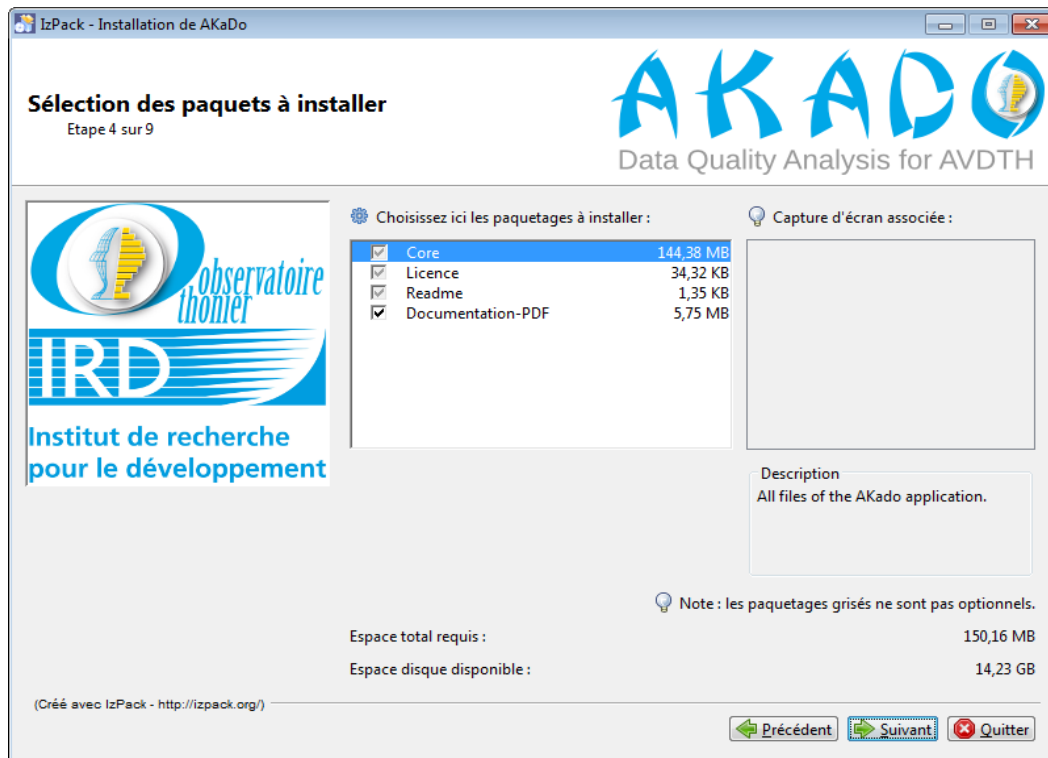 IzPack - Installation de AKaDo
Sélection des paquets à installer
Etape 4 sur 9
AKADO
Data Quality Analysis for AVDTH
observatoire
thonier
IRD
Institut de recherche
pour le développement
Choisissez ici les paquetages à installer :
Core 144,38 MB
Licence 34,32 KB
Readme 1,35 KB
Documentation-PDF 5,75 MB
Capture d'écran associée :
Description
All files of the AKado application.
Note : les paquetages grisés ne sont pas optionnels.
Espace total requis : 150,16 MB
Espace disque disponible : 14,23 GB
(Créé avec IzPack - http://izpack.org/)
Précédent Suivant Quitter